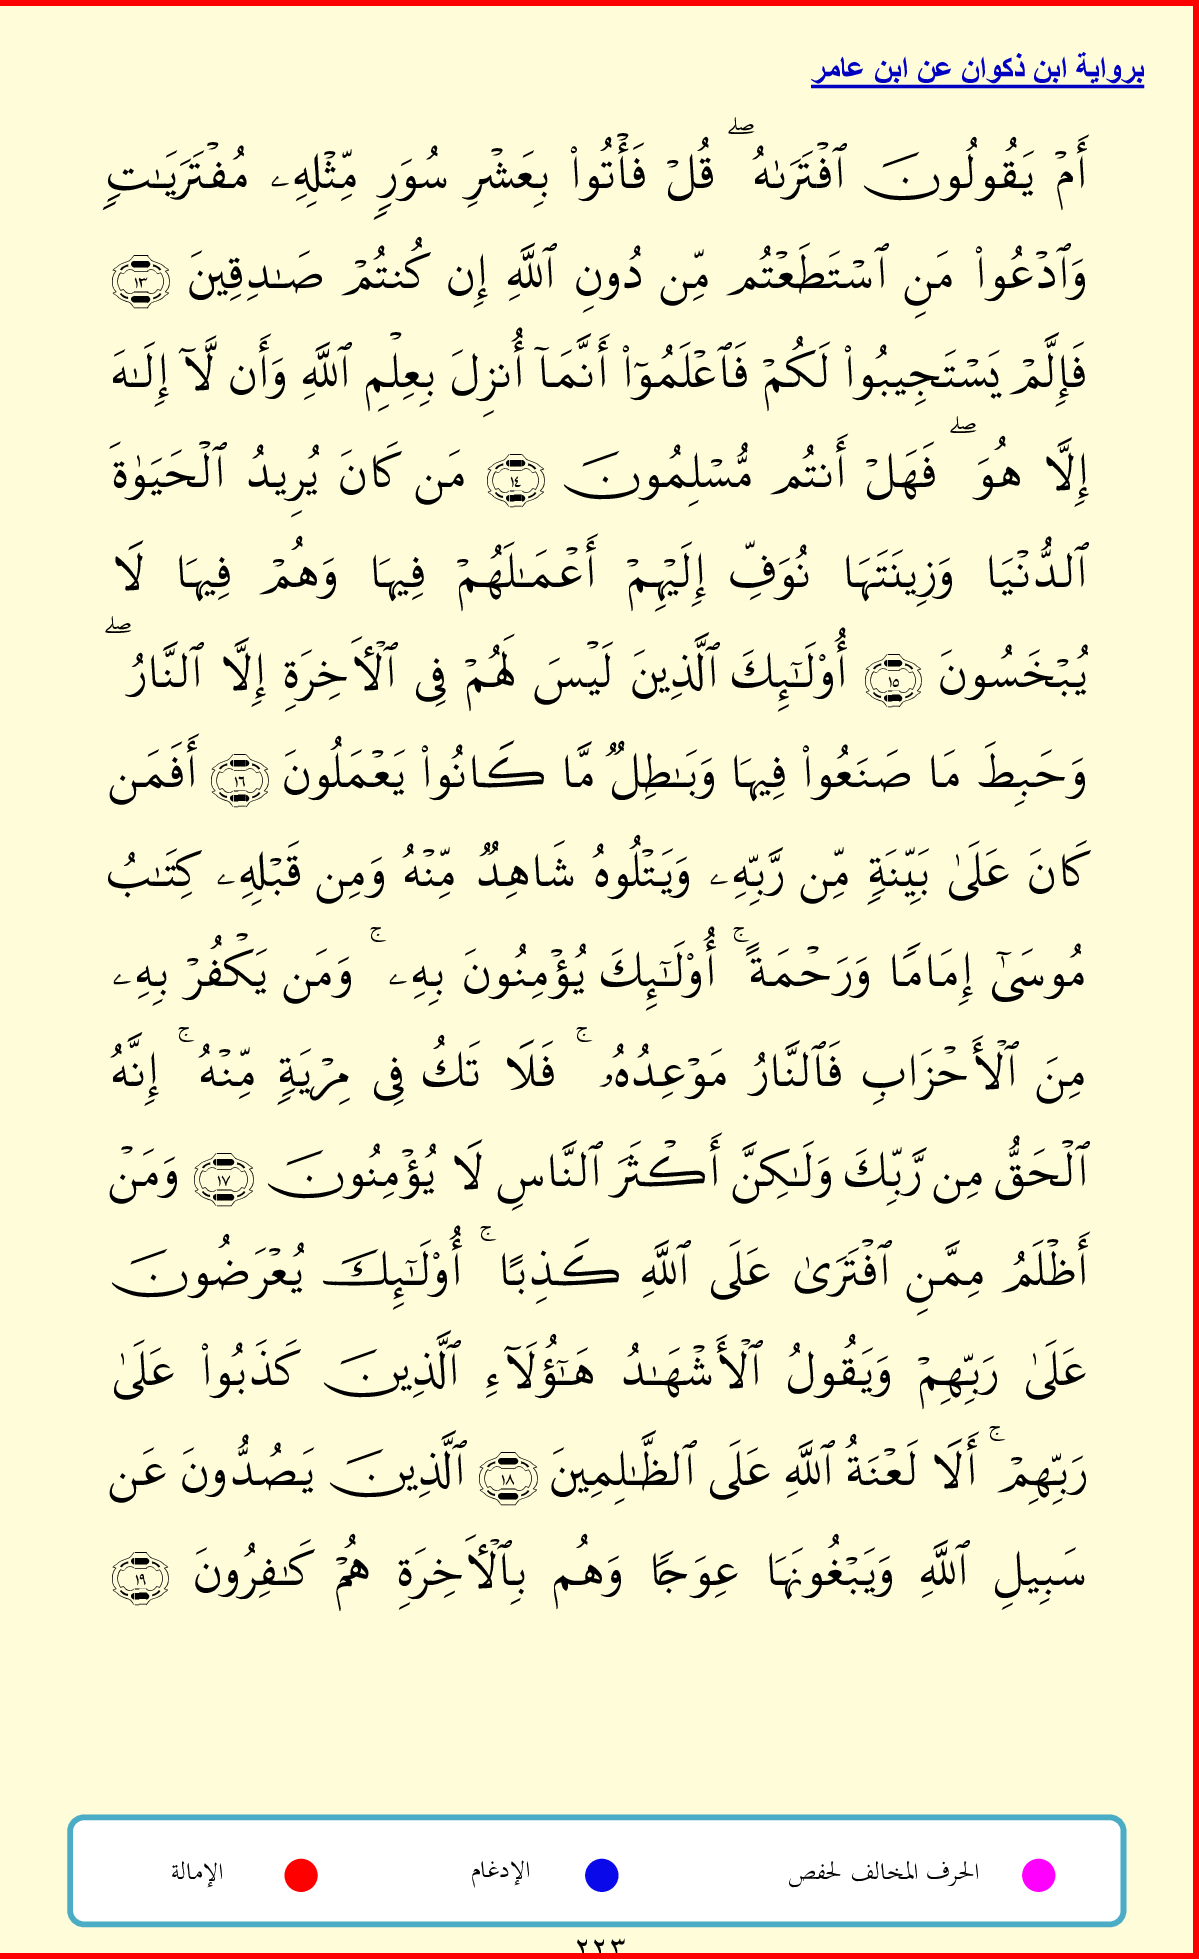 برواية ابن ذكوان عن ابن عامر
أَمۡ يَقُولُونَ ٱفۡتَرَىٰهُۖ قُلۡ فَأۡتُواْ بِعَشۡرِ سُوَرٖ مِّثۡلِهِۦ مُفۡتَرَيَٰتٖ
وَٱدۡعُواْ مَنِ ٱسۡتَطَعۡتُم مِّن دُونِ ٱللَّهِ إِن كُنتُمۡ صَٰدِقِينَ ١٣
فَإِلَّمۡ يَسۡتَجِيبُواْ لَكُمۡ فَٱعۡلَمُوٓاْ أَنَّمَآ أُنزِلَ بِعِلۡمِ ٱللَّهِ وَأَن لَّآ إِلَٰهَ
إِلَّا هُوَۖ فَهَلۡ أَنتُم مُّسۡلِمُونَ ١٤ مَن كَانَ يُرِيدُ ٱلۡحَيَوٰةَ
ٱلدُّنۡيَا وَزِينَتَهَا نُوَفِّ إِلَيۡهِمۡ أَعۡمَٰلَهُمۡ فِيهَا وَهُمۡ فِيهَا لَا
يُبۡخَسُونَ ١٥ أُوْلَٰٓئِكَ ٱلَّذِينَ لَيۡسَ لَهُمۡ فِي ٱلۡأٓخِرَةِ إِلَّا ٱلنَّارُۖ
وَحَبِطَ مَا صَنَعُواْ فِيهَا وَبَٰطِلٞ مَّا كَانُواْ يَعۡمَلُونَ ١٦ أَفَمَن
كَانَ عَلَىٰ بَيِّنَةٖ مِّن رَّبِّهِۦ وَيَتۡلُوهُ شَاهِدٞ مِّنۡهُ وَمِن قَبۡلِهِۦ كِتَٰبُ
مُوسَىٰٓ إِمَامٗا وَرَحۡمَةًۚ أُوْلَٰٓئِكَ يُؤۡمِنُونَ بِهِۦۚ وَمَن يَكۡفُرۡ بِهِۦ
مِنَ ٱلۡأَحۡزَابِ فَٱلنَّارُ مَوۡعِدُهُۥۚ فَلَا تَكُ فِي مِرۡيَةٖ مِّنۡهُۚ إِنَّهُ
ٱلۡحَقُّ مِن رَّبِّكَ وَلَٰكِنَّ أَكۡثَرَ ٱلنَّاسِ لَا يُؤۡمِنُونَ ١٧ وَمَنۡ
أَظۡلَمُ مِمَّنِ ٱفۡتَرَىٰ عَلَى ٱللَّهِ كَذِبًاۚ أُوْلَٰٓئِكَ يُعۡرَضُونَ
عَلَىٰ رَبِّهِمۡ وَيَقُولُ ٱلۡأَشۡهَٰدُ هَٰٓؤُلَآءِ ٱلَّذِينَ كَذَبُواْ عَلَىٰ
رَبِّهِمۡۚ أَلَا لَعۡنَةُ ٱللَّهِ عَلَى ٱلظَّٰلِمِينَ ١٨ ٱلَّذِينَ يَصُدُّونَ عَن
سَبِيلِ ٱللَّهِ وَيَبۡغُونَهَا عِوَجٗا وَهُم بِٱلۡأٓخِرَةِ هُمۡ كَٰفِرُونَ ١٩
الحرف المخالف لحفص الإدغام الإمالة
٢٢٣